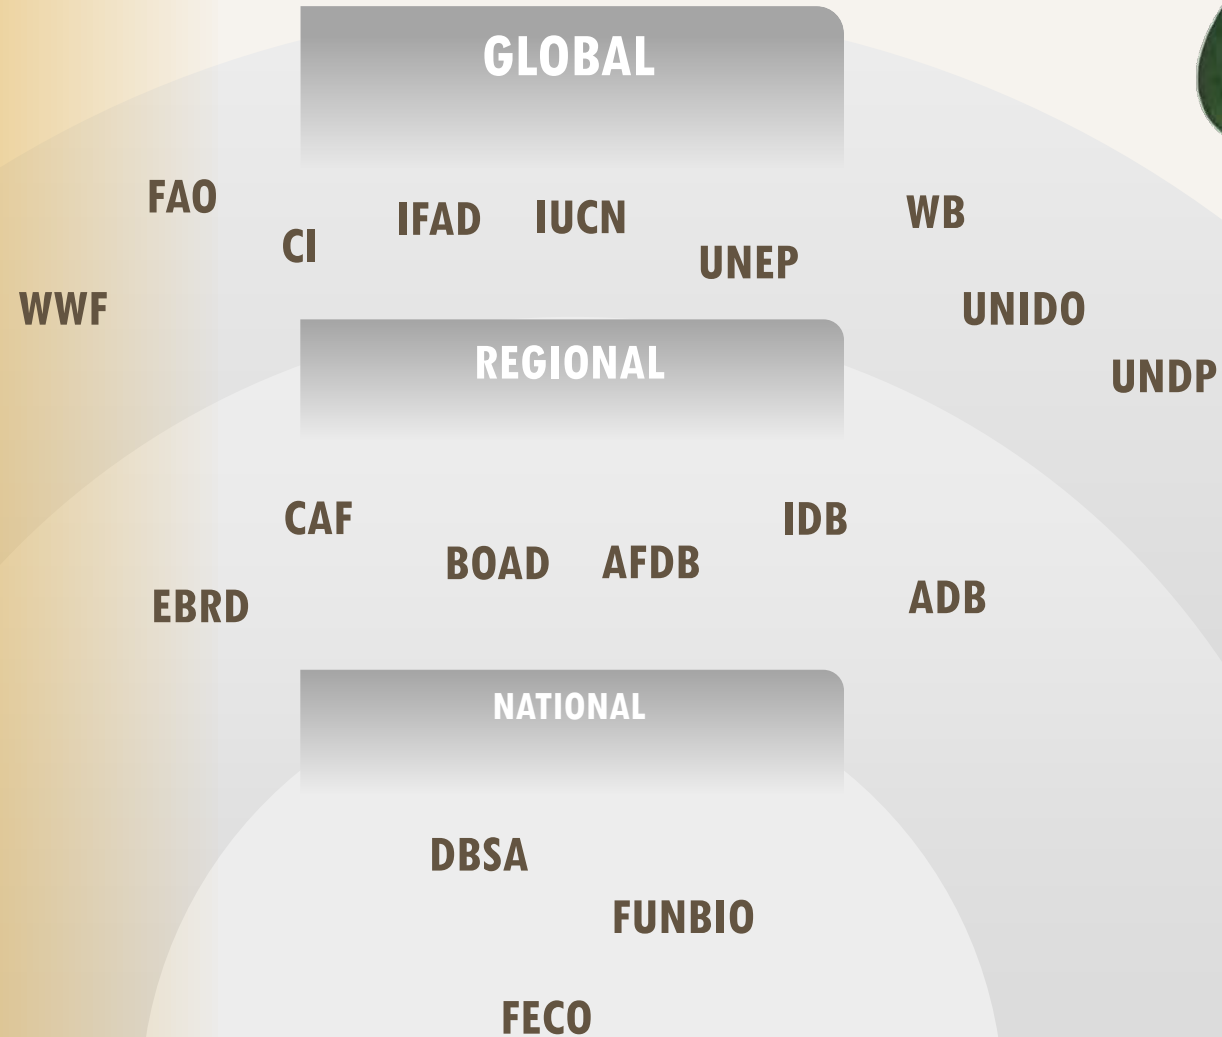 GLOBAL
FAO
CI
IFAD
IUCN
UNEP
WB
WWF
UNIDO
UNDP
REGIONAL
CAF
BOAD
AFDB
IDB
EBRD
ADB
NATIONAL
DBSA
FUNBIO
FECO